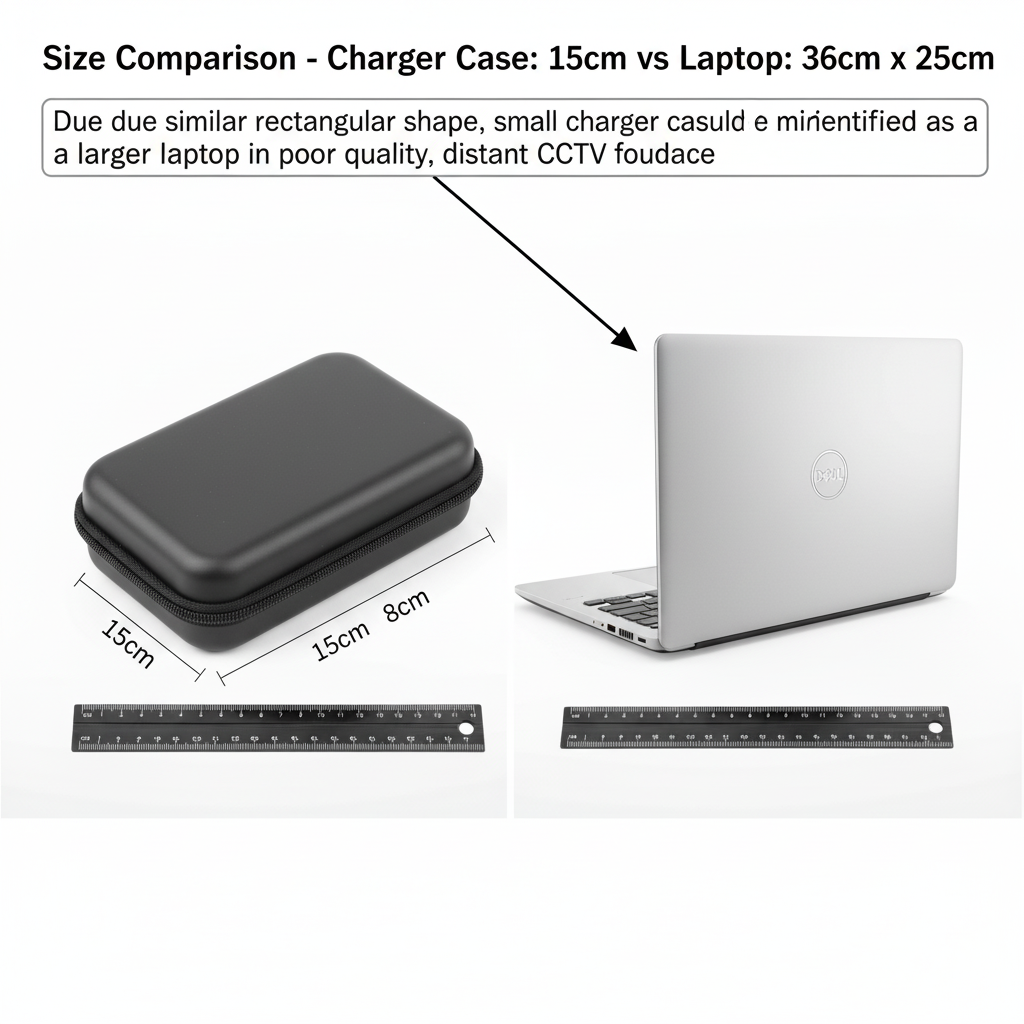 Size Comparison - Charger Case: 15cm vs Laptop: 36cm x 25cm
Due due similar rectangular shape, small charger casuld e mirientified as a
a larger laptop in poor quality, distant CCTV foudace
15cm
15cm 8cm